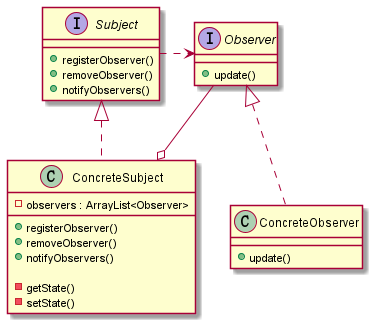 I Subject
registerObserver()
removeObserver()
notifyObservers()
I Observer
update()
C ConcreteSubject
observers : ArrayList<Observer>
registerObserver()
removeObserver()
notifyObservers()
getState()
setState()
C ConcreteObserver
update()